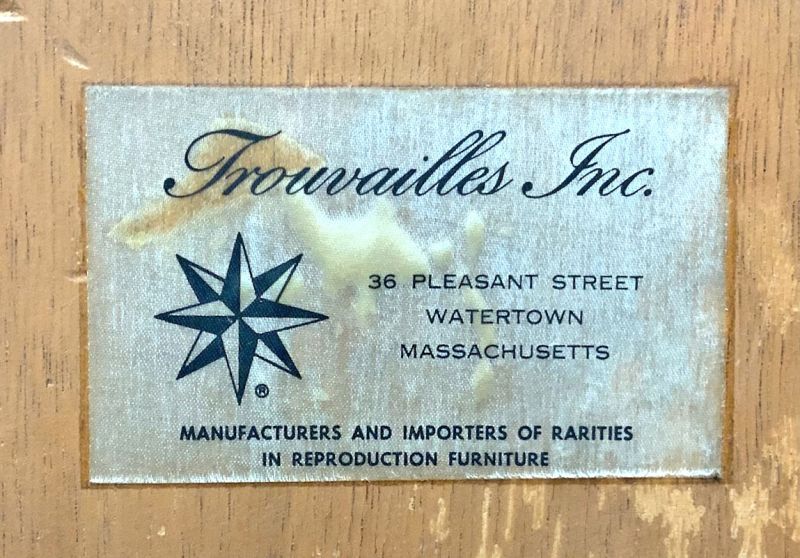 Trouvailles Inc.
36 PLEASANT STREET
WATERTOWN
MASSACHUSETTS
®
MANUFACTURERS AND IMPORTERS OF RARITIES
IN REPRODUCTION FURNITURE